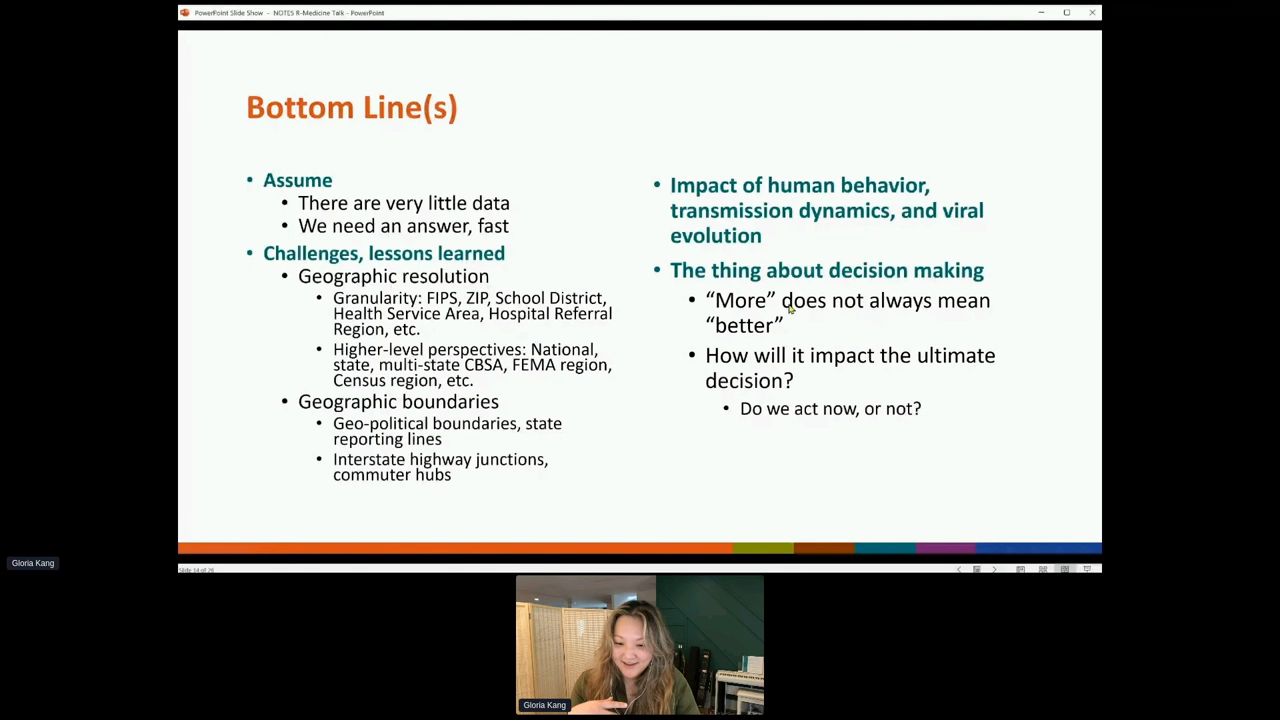 PowerPoint Slide Show - NOTES R-Medicine Talk - PowerPoint
Bottom Line(s)
• Assume
• There are very little data
• We need an answer, fast
• Challenges, lessons learned
• Geographic resolution
• Granularity: FIPS, ZIP, School District,
Health Service Area, Hospital Referral
Region, etc.
• Higher-level perspectives: National,
state, multi-state CBSA, FEMA region,
Census region, etc.
• Geographic boundaries
• Geo-political boundaries, state
reporting lines
• Interstate highway junctions,
commuter hubs
• Impact of human behavior,
transmission dynamics, and viral
evolution
• The thing about decision making
• “More” does not always mean
“better”
• How will it impact the ultimate
decision?
• Do we act now, or not?
Gloria Kang
Slide 14 of 26
Gloria Kang